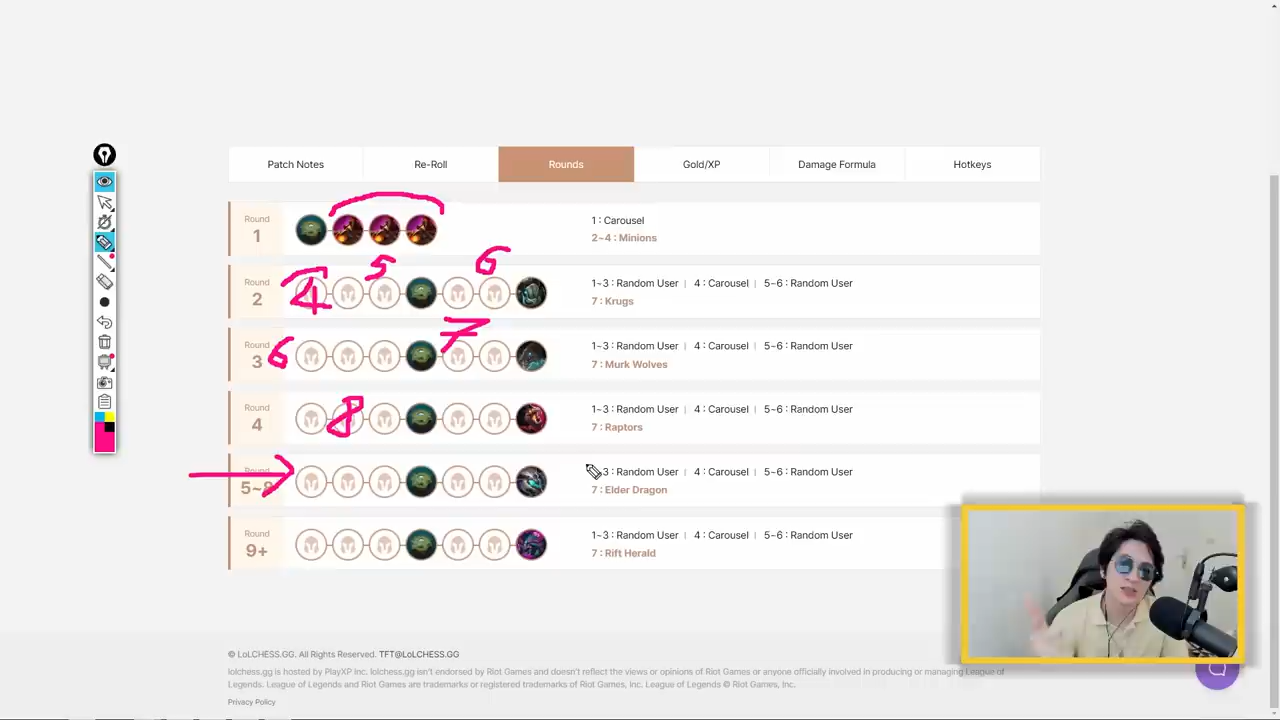 Patch Notes Re-Roll Rounds Gold/XP Damage Formula Hotkeys
Round
1
1 : Carousel
2~4 : Minions
5 6
Round
2
4
1~3 : Random User | 4 : Carousel | 5~6 : Random User
7 : Krugs
7
Round
3
6
1~3 : Random User | 4 : Carousel | 5~6 : Random User
7 : Murk Wolves
Round
4
8
1~3 : Random User | 4 : Carousel | 5~6 : Random User
7 : Raptors
Round
5~8
3 : Random User | 4 : Carousel | 5~6 : Random User
7 : Elder Dragon
Round
9+
1~3 : Random User | 4 : Carousel | 5~6 : Random User
7 : Rift Herald
© LoLCHESS.GG. All Rights Reserved. TFT@LoLCHESS.GG
lolchess.gg is hosted by PlayXP Inc. lolchess.gg isn't endorsed by Riot Games and doesn't reflect the views or opinions of Riot Games or anyone officially involved in producing or managing League of
Legends. League of Legends and Riot Games are trademarks or registered trademarks of Riot Games, Inc. League of Legends © Riot Games, Inc.
Privacy Policy